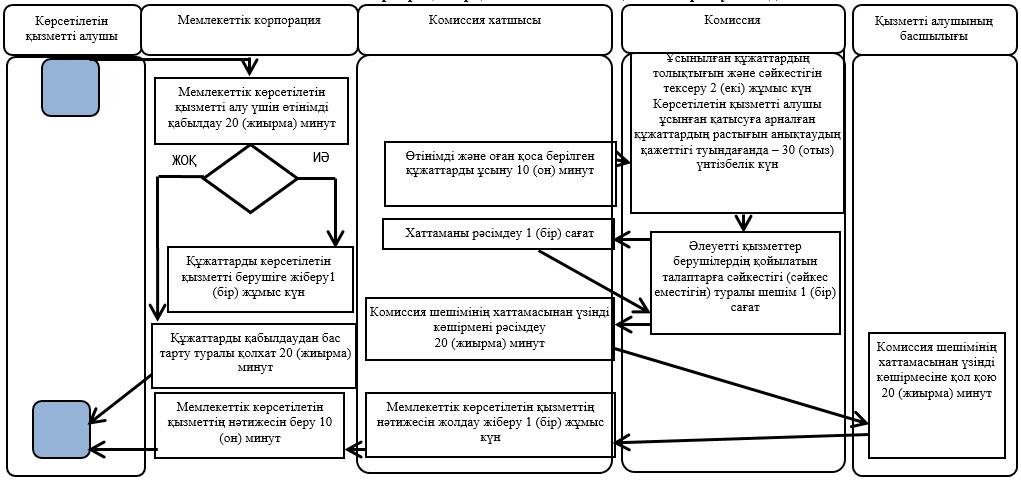 Көрсетілетін
қызметті алушы
Мемлекеттік корпорация
Комиссия хатшысы
Комиссия
Қызметті алушының
басшылығы
Мемлекеттік көрсетілетін
қызметті алу үшін өтінімді
қабылдау 20 (жиырма) минут
ЖОҚ
ИӘ
Құжаттарды көрсетілетін
қызметті берушіге жіберу1
(бір) жұмыс күн
Құжаттарды қабылдаудан бас
тарту туралы қолхат 20 (жиырма)
минут
Мемлекеттік көрсетілетін
қызметтің нәтижесін беру 10
(он) минут
Өтінімді және оған қоса берілген
құжаттарды ұсыну 10 (он) минут
Хаттаманы рәсімдеу 1 (бір) сағат
Комиссия шешімінің хаттамасынан үзінді
көшірмені рәсімдеу
20 (жиырма) минут
Мемлекеттік көрсетілетін қызметтің
нәтижесін жолдау жіберу 1 (бір) жұмыс
күн
Ұсынылған құжаттардың
толықтығын және сәйкестігін
тексеру 2 (екі) жұмыс күн
Көрсетілетін қызметті алушы
ұсынған қатысуға арналған
құжаттардың растығын анықтаудың
қажеттігі туындағанда – 30 (отыз)
үнтізбелік күн
Әлеуетті қызметтер
берушілердің қойылатын
талаптарға сәйкестігі (сәйкес
еместігін) туралы шешім 1 (бір)
сағат
Комиссия шешімінің
хаттамасынан үзінді
көшірмесіне қол қою
20 (жиырма) минут